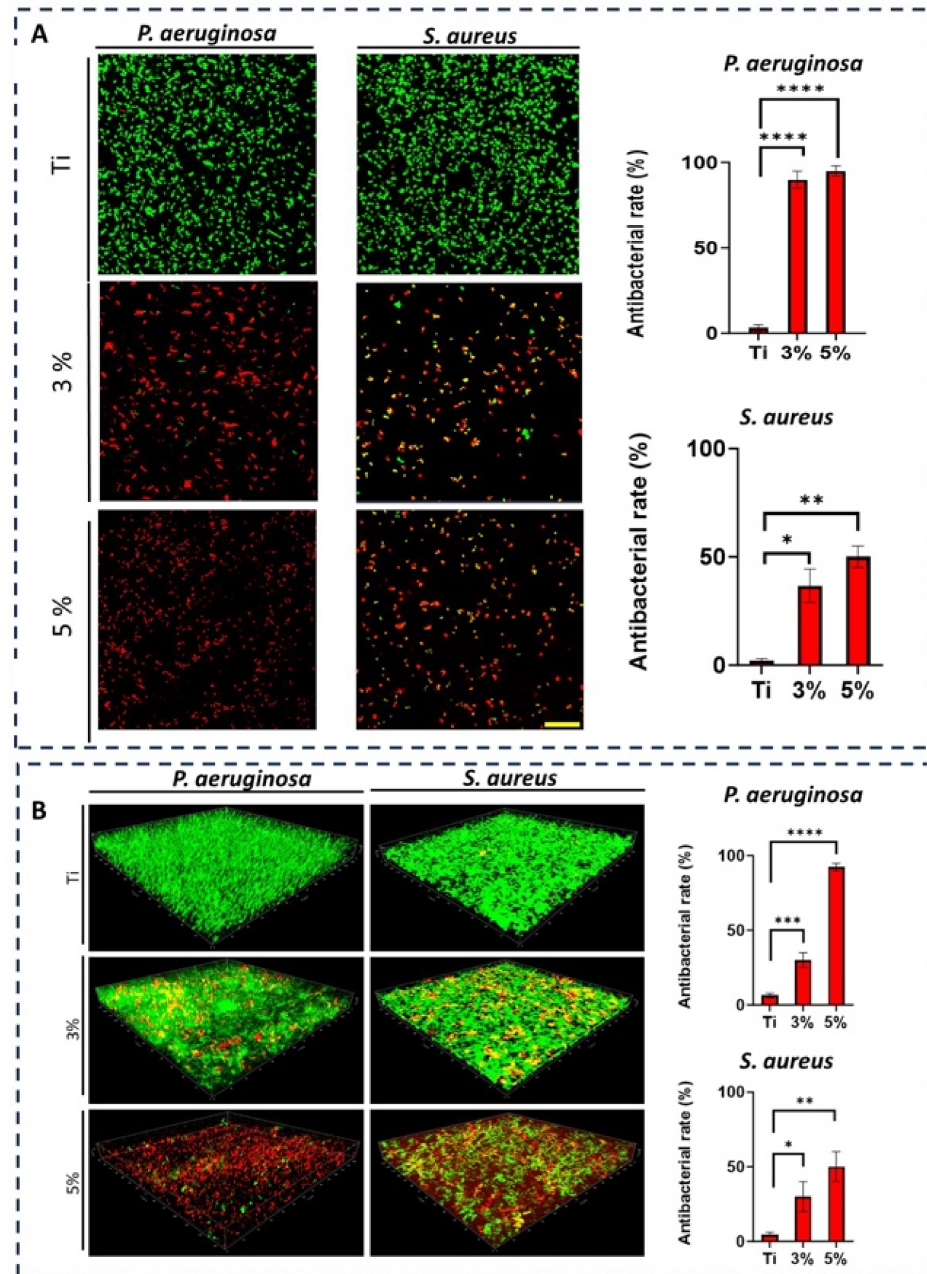 A
P. aeruginosa
S. aureus
Ti
3 %
5 %
P. aeruginosa
****
****
Antibacterial rate (%)
100
50
0
Ti 3% 5%
S. aureus
**
*
Antibacterial rate (%)
100
50
0
Ti 3% 5%
B
P. aeruginosa
S. aureus
Ti
3%
5%
P. aeruginosa
****
***
Antibacterial rate (%)
100
50
0
Ti 3% 5%
S. aureus
**
*
Antibacterial rate (%)
100
50
0
Ti 3% 5%